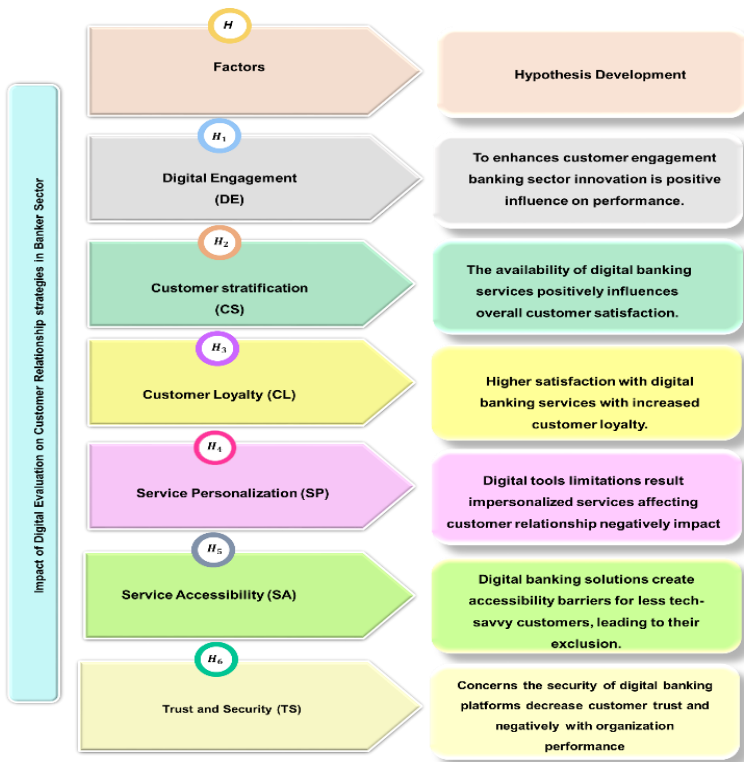 Impact of Digital Evaluation on Customer Relationship strategies in Banker Sector
H
Factors
Hypothesis Development
H₁
Digital Engagement
(DE)
To enhances customer engagement
banking sector innovation is positive
influence on performance.
H₂
Customer stratification
(CS)
The availability of digital banking
services positively influences
overall customer satisfaction.
H₃
Customer Loyalty (CL)
Higher satisfaction with digital
banking services with increased
customer loyalty.
H₄
Service Personalization (SP)
Digital tools limitations result
impersonalized services affecting
customer relationship negatively impact
H₅
Service Accessibility (SA)
Digital banking solutions create
accessibility barriers for less tech-
savvy customers, leading to their
exclusion.
H₆
Trust and Security (TS)
Concerns the security of digital banking
platforms decrease customer trust and
negatively with organization
performance